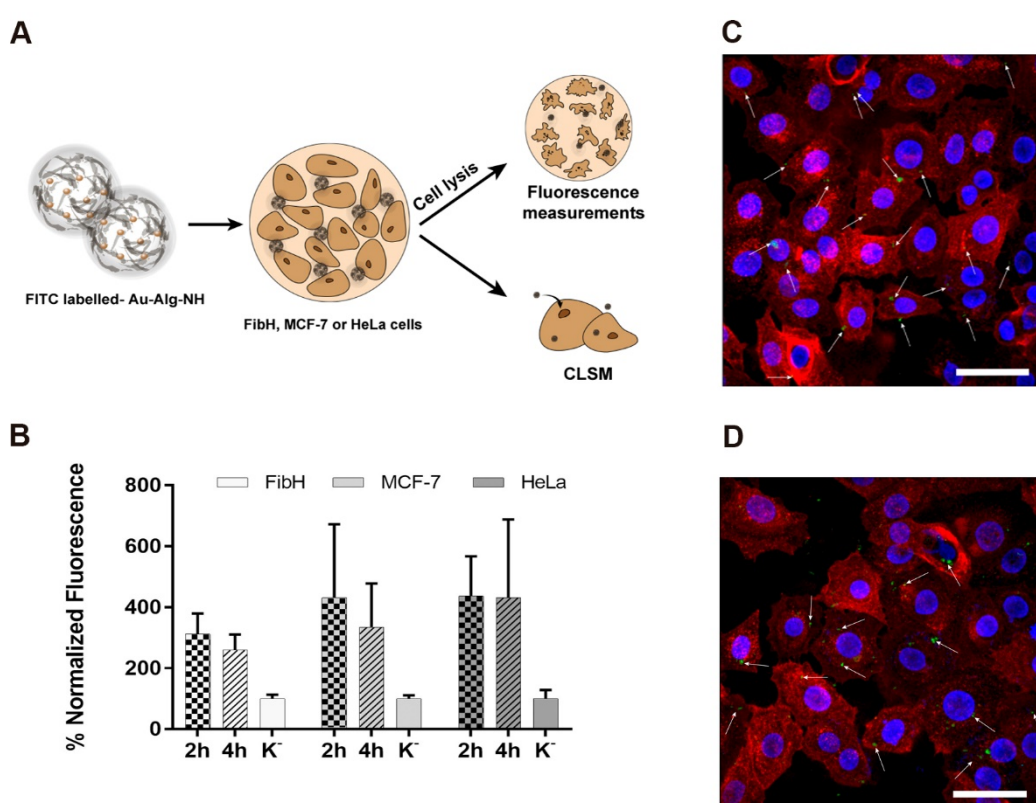 A
FITC labelled- Au-Alg-NH
FibH, MCF-7 or HeLa cells
Cell lysis
Fluorescence
measurements
CLSM
B
% Normalized Fluorescence
800
600
400
200
0
FibH
MCF-7
HeLa
2h 4h K⁻ 2h 4h K⁻ 2h 4h K⁻
C
D